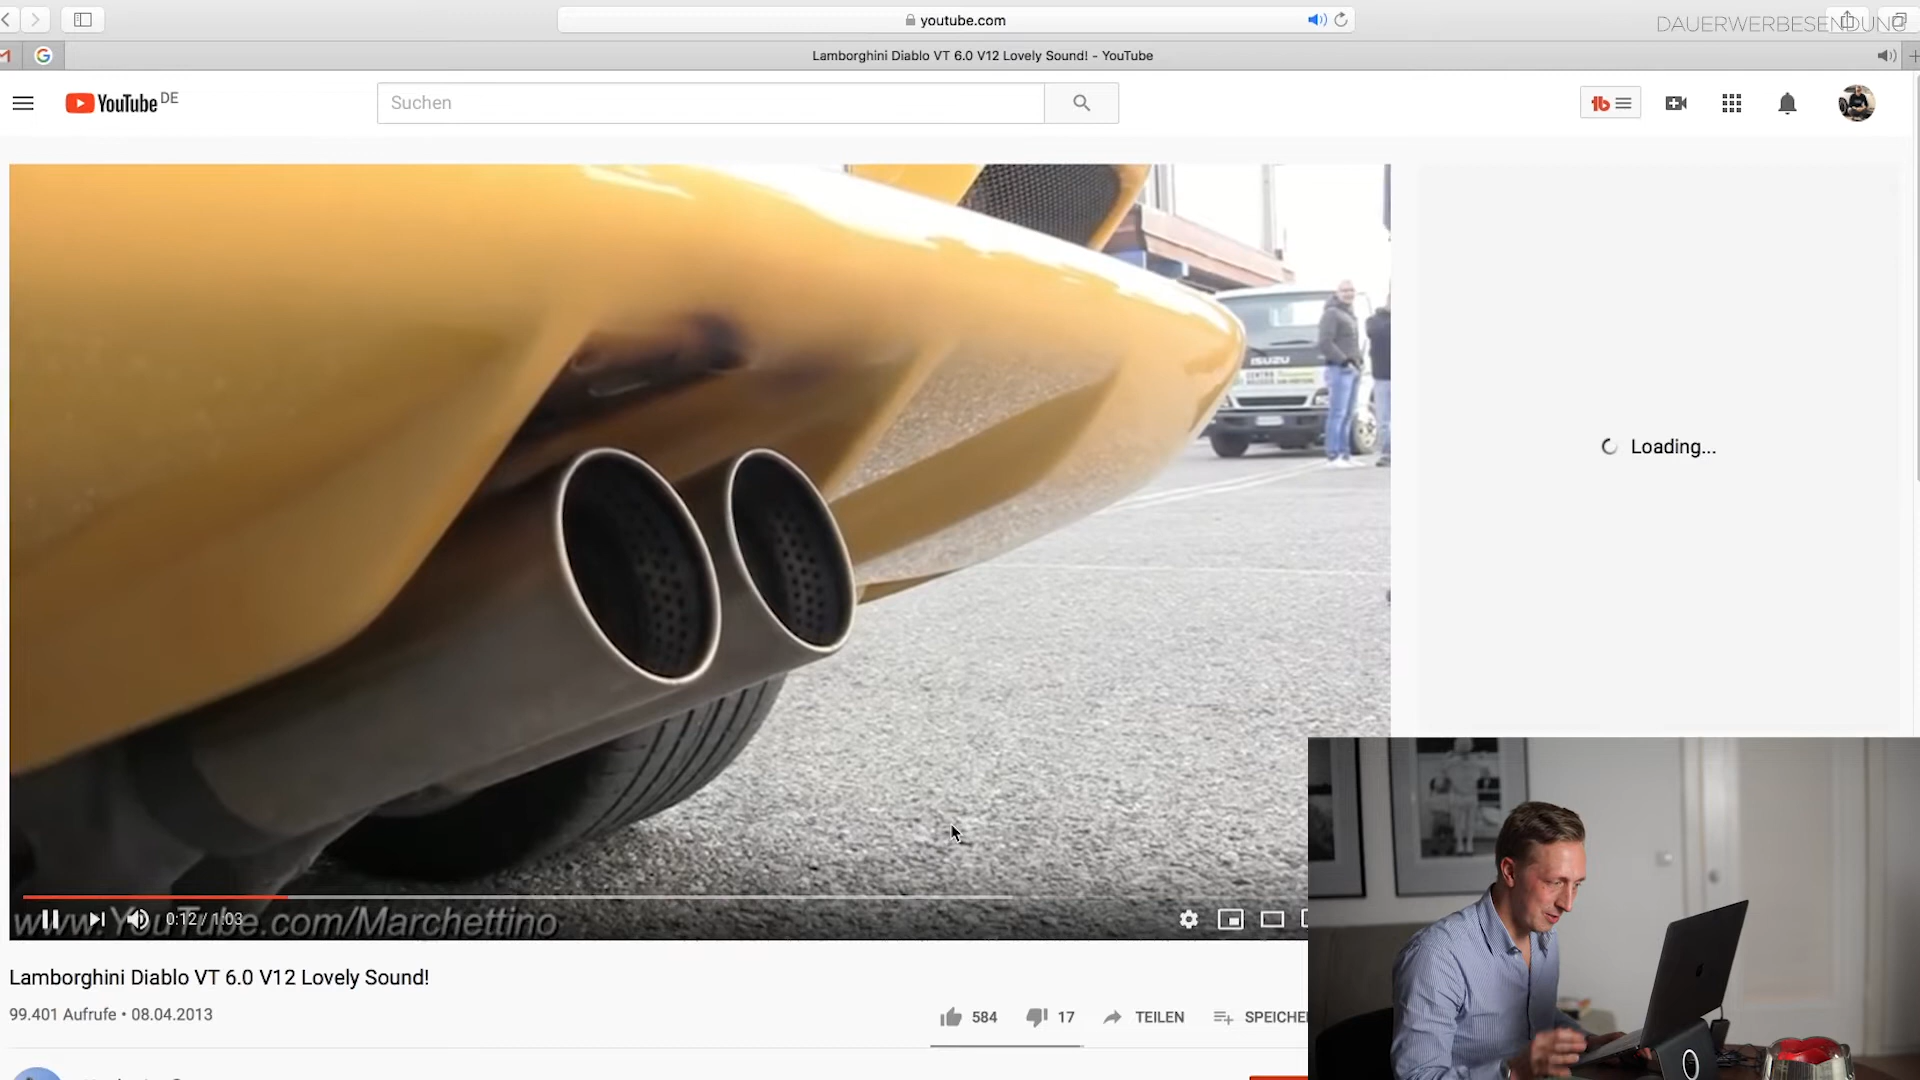 youtube.com
DAUERWERBESENDUNG
Lamborghini Diablo VT 6.0 V12 Lovely Sound! - YouTube
YouTube DE
Suchen
ISUZU
CENTRO
Loading...
www.YouTube.com/Marchettino
0:12 / 1:03
Lamborghini Diablo VT 6.0 V12 Lovely Sound!
99.401 Aufrufe • 08.04.2013
584
17
TEILEN
SPEICHE